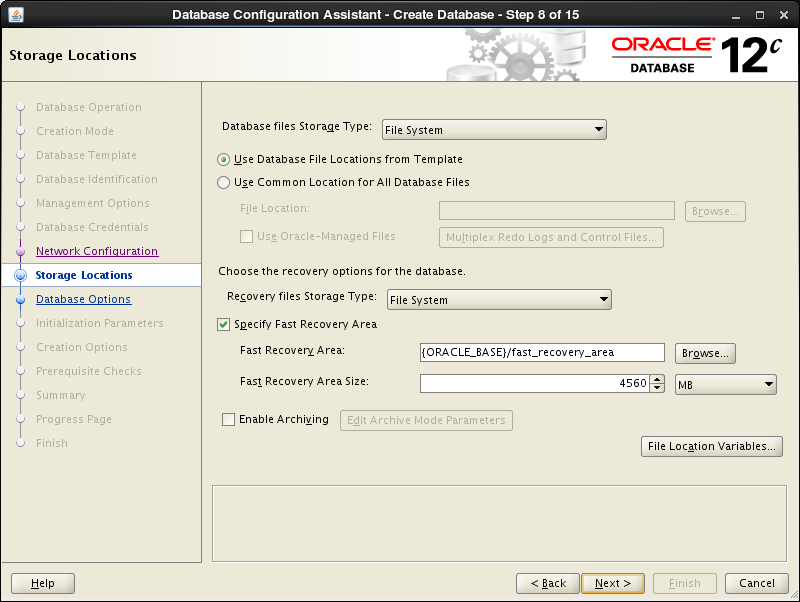 Database Configuration Assistant - Create Database - Step 8 of 15
Storage Locations
ORACLE
DATABASE
12c
Database Operation
Creation Mode
Database Template
Database Identification
Management Options
Database Credentials
Network Configuration
Storage Locations
Database Options
Initialization Parameters
Creation Options
Prerequisite Checks
Summary
Progress Page
Finish
Database files Storage Type: File System
Use Database File Locations from Template
Use Common Location for All Database Files
File Location: Browse...
Use Oracle-Managed Files Multiplex Redo Logs and Control Files...
Choose the recovery options for the database.
Recovery files Storage Type: File System
Specify Fast Recovery Area
Fast Recovery Area: {ORACLE_BASE}/fast_recovery_area Browse...
Fast Recovery Area Size: 4560 MB
Enable Archiving Edit Archive Mode Parameters
File Location Variables...
Help < Back Next > Finish Cancel